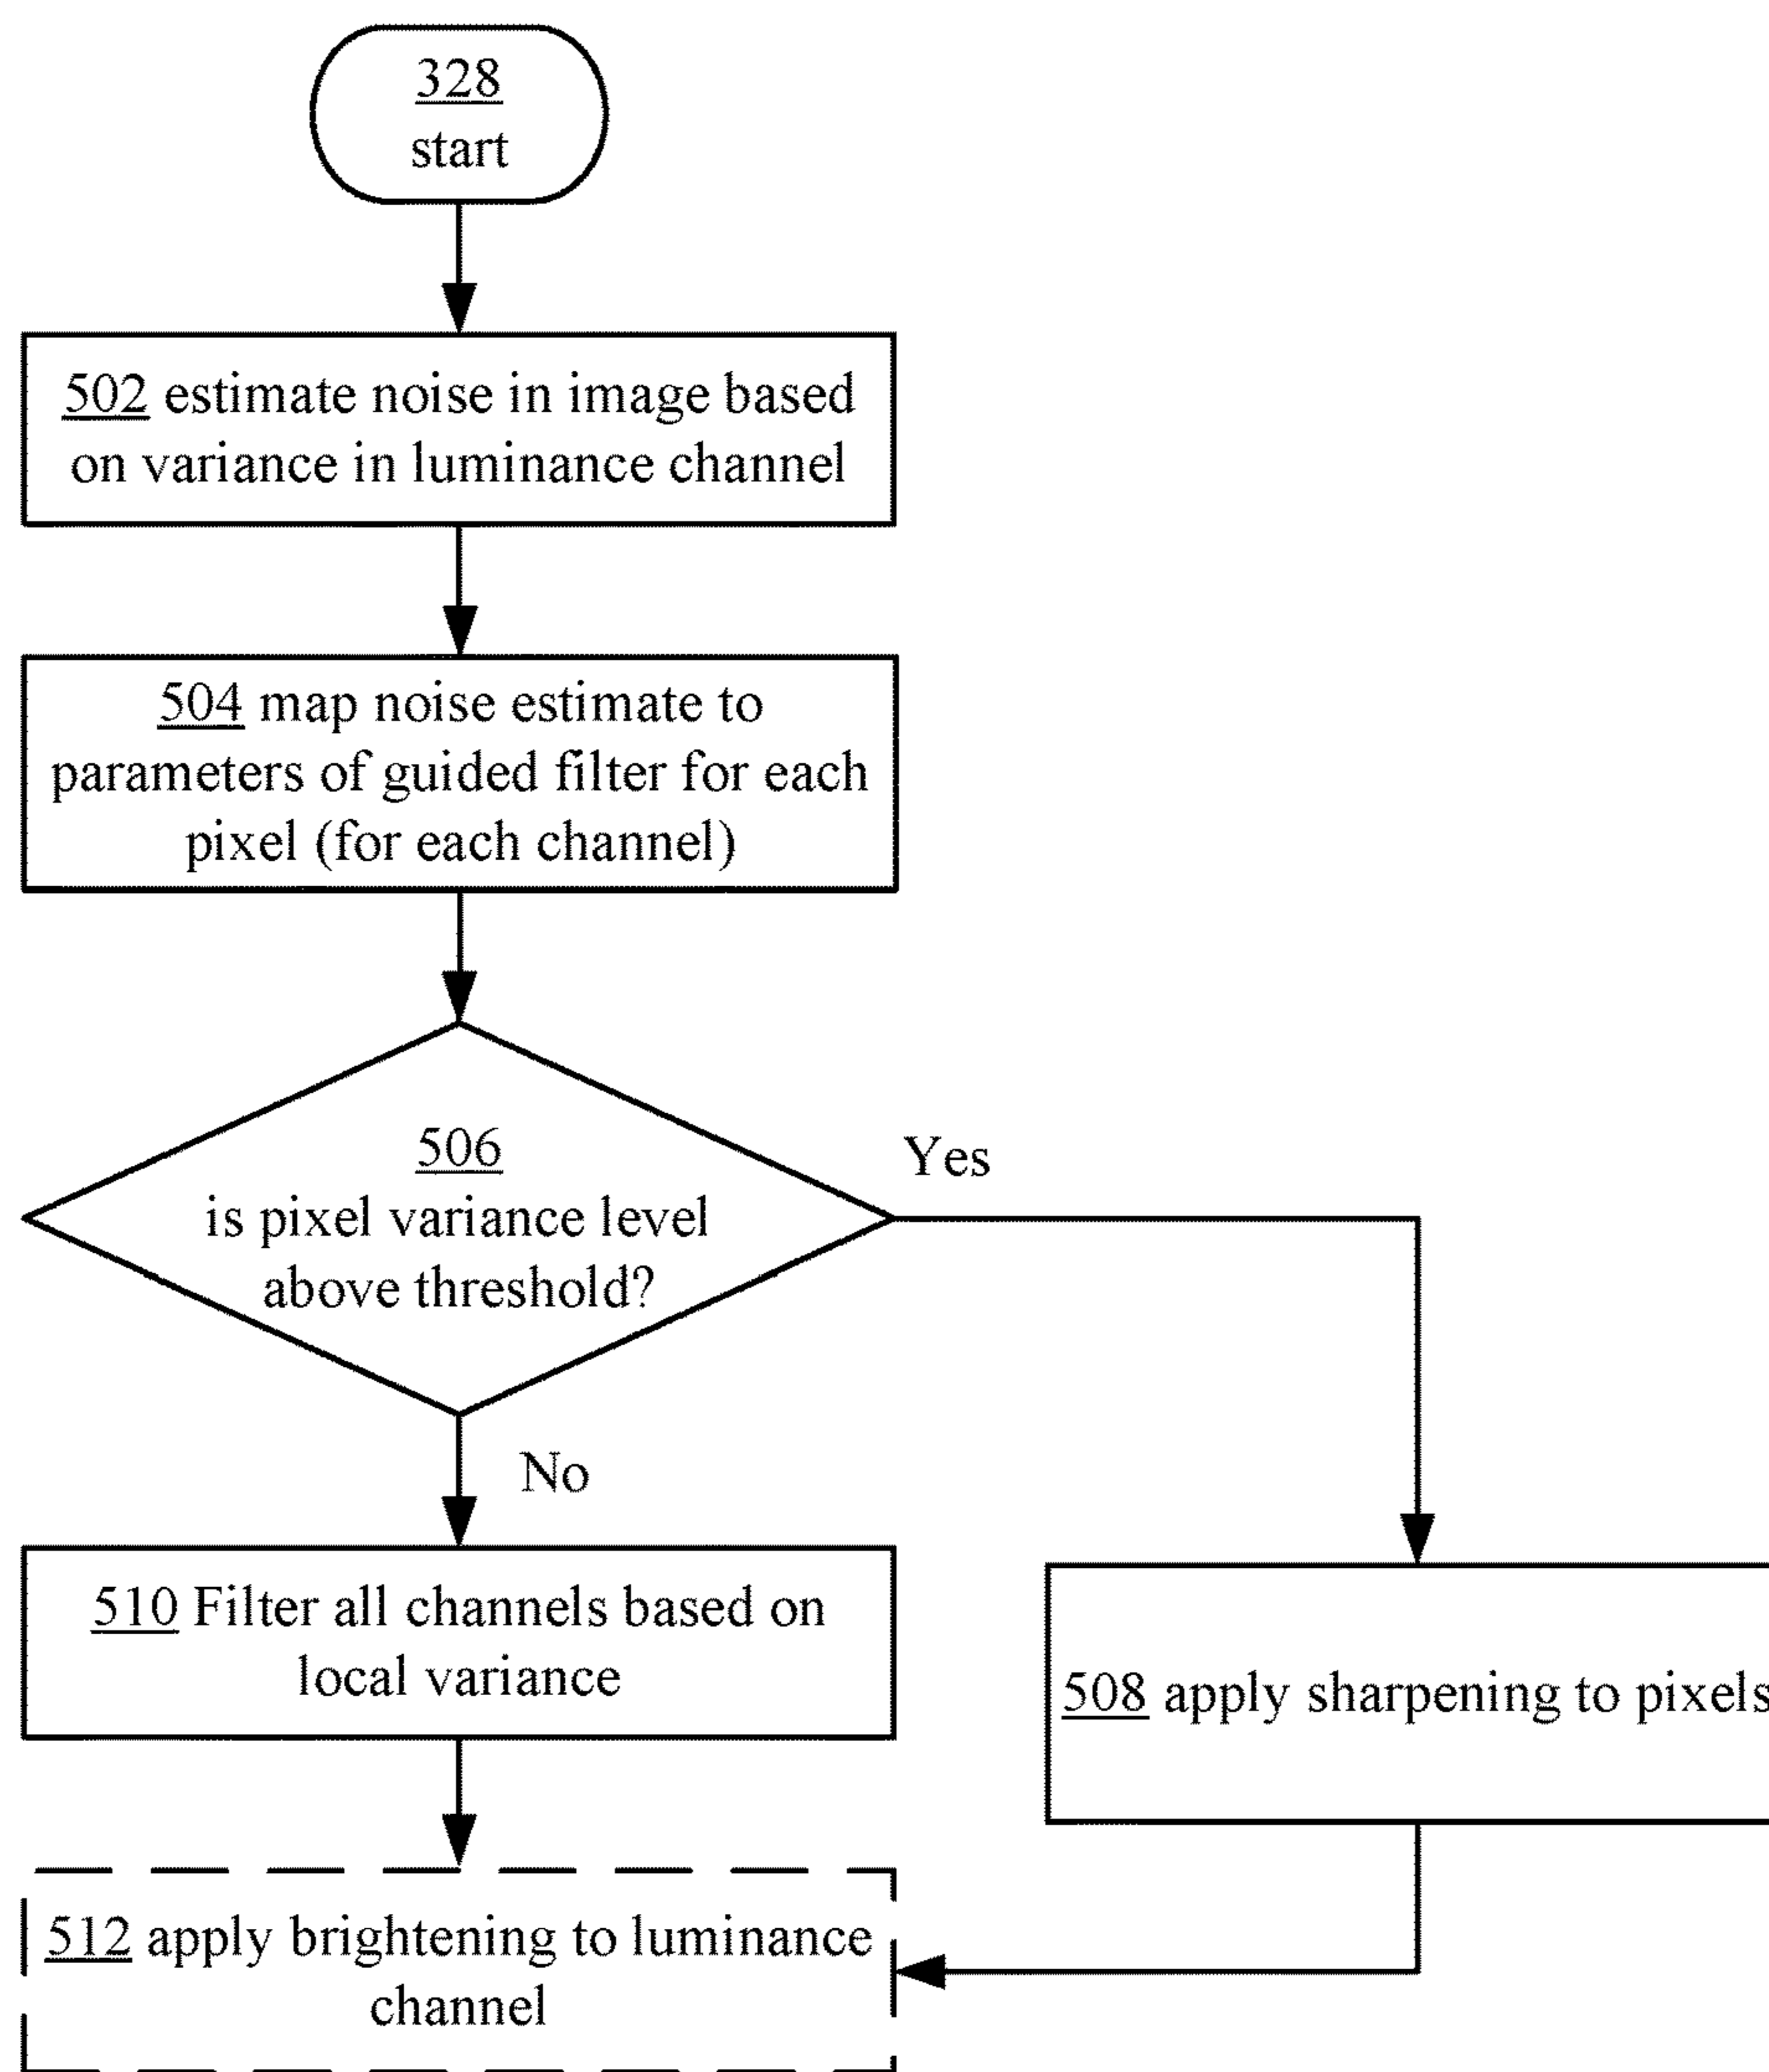 328
start
502 estimate noise in image based
on variance in luminance channel
504 map noise estimate to
parameters of guided filter for each
pixel (for each channel)
506
is pixel variance level
above threshold?
Yes
No
510 Filter all channels based on
local variance
508 apply sharpening to pixels
512 apply brightening to luminance
channel